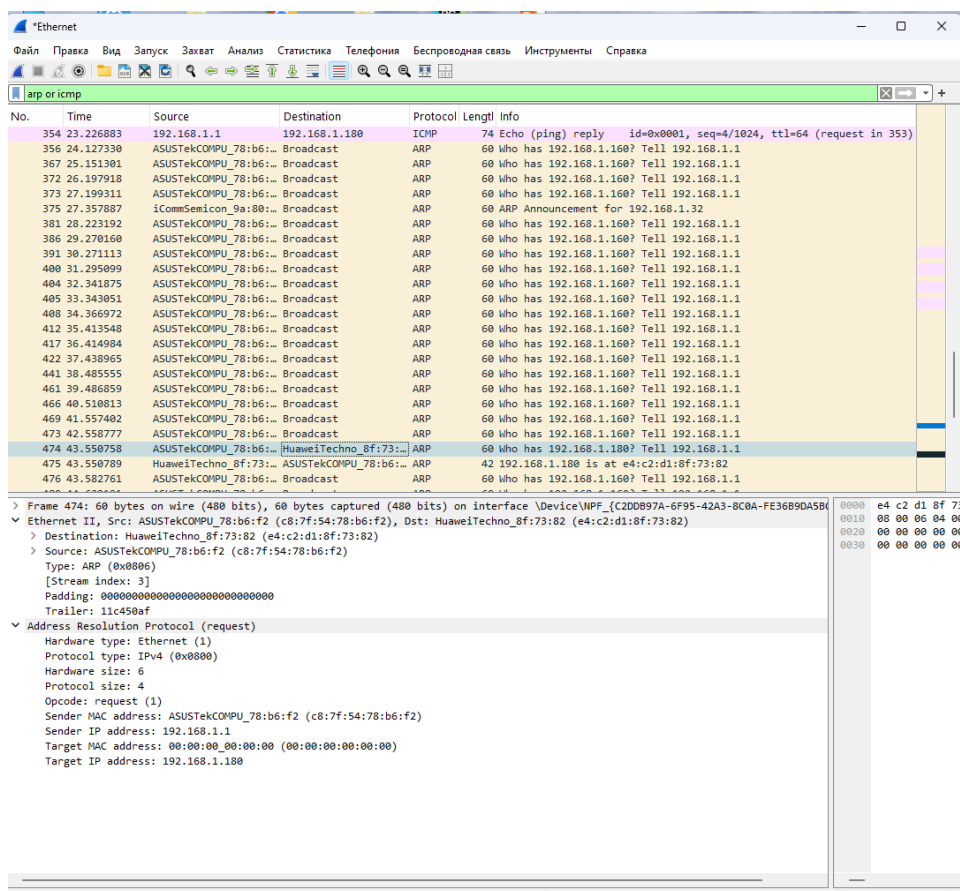 *Ethernet
Файл Правка Вид Запуск Захват Анализ Статистика Телефония Беспроводная связь Инструменты Справка
arp or icmp
No. Time Source Destination Protocol Lengtl Info
354 23.226883 192.168.1.1 192.168.1.180 ICMP 74 Echo (ping) reply id=0x0001, seq=4/1024, ttl=64 (request in 353)
356 24.127330 ASUSTekCOMPU_78:b6:… Broadcast ARP 60 Who has 192.168.1.160? Tell 192.168.1.1
367 25.151301 ASUSTekCOMPU_78:b6:… Broadcast ARP 60 Who has 192.168.1.160? Tell 192.168.1.1
372 26.197918 ASUSTekCOMPU_78:b6:… Broadcast ARP 60 Who has 192.168.1.160? Tell 192.168.1.1
373 27.199311 ASUSTekCOMPU_78:b6:… Broadcast ARP 60 Who has 192.168.1.160? Tell 192.168.1.1
375 27.357887 iCommSemicon_9a:80:… Broadcast ARP 60 ARP Announcement for 192.168.1.32
381 28.223192 ASUSTekCOMPU_78:b6:… Broadcast ARP 60 Who has 192.168.1.160? Tell 192.168.1.1
386 29.270160 ASUSTekCOMPU_78:b6:… Broadcast ARP 60 Who has 192.168.1.160? Tell 192.168.1.1
391 30.271113 ASUSTekCOMPU_78:b6:… Broadcast ARP 60 Who has 192.168.1.160? Tell 192.168.1.1
400 31.295099 ASUSTekCOMPU_78:b6:… Broadcast ARP 60 Who has 192.168.1.160? Tell 192.168.1.1
404 32.341875 ASUSTekCOMPU_78:b6:… Broadcast ARP 60 Who has 192.168.1.160? Tell 192.168.1.1
405 33.343051 ASUSTekCOMPU_78:b6:… Broadcast ARP 60 Who has 192.168.1.160? Tell 192.168.1.1
408 34.366972 ASUSTekCOMPU_78:b6:… Broadcast ARP 60 Who has 192.168.1.160? Tell 192.168.1.1
412 35.413548 ASUSTekCOMPU_78:b6:… Broadcast ARP 60 Who has 192.168.1.160? Tell 192.168.1.1
417 36.414984 ASUSTekCOMPU_78:b6:… Broadcast ARP 60 Who has 192.168.1.160? Tell 192.168.1.1
422 37.438965 ASUSTekCOMPU_78:b6:… Broadcast ARP 60 Who has 192.168.1.160? Tell 192.168.1.1
441 38.485555 ASUSTekCOMPU_78:b6:… Broadcast ARP 60 Who has 192.168.1.160? Tell 192.168.1.1
461 39.486859 ASUSTekCOMPU_78:b6:… Broadcast ARP 60 Who has 192.168.1.160? Tell 192.168.1.1
466 40.510813 ASUSTekCOMPU_78:b6:… Broadcast ARP 60 Who has 192.168.1.160? Tell 192.168.1.1
469 41.557402 ASUSTekCOMPU_78:b6:… Broadcast ARP 60 Who has 192.168.1.160? Tell 192.168.1.1
473 42.558777 ASUSTekCOMPU_78:b6:… Broadcast ARP 60 Who has 192.168.1.160? Tell 192.168.1.1
474 43.550758 ASUSTekCOMPU_78:b6:… HuaweiTechno_8f:73:… ARP 60 Who has 192.168.1.180? Tell 192.168.1.1
475 43.550789 HuaweiTechno_8f:73:… ASUSTekCOMPU_78:b6:… ARP 42 192.168.1.180 is at e4:c2:d1:8f:73:82
476 43.582761 ASUSTekCOMPU_78:b6:… Broadcast ARP 60 Who has 192.168.1.160? Tell 192.168.1.1
Frame 474: 60 bytes on wire (480 bits), 60 bytes captured (480 bits) on interface \Device\NPF_{C2DDB97A-6F95-42A3-8C0A-FE36B9DA5B
Ethernet II, Src: ASUSTekCOMPU_78:b6:f2 (c8:7f:54:78:b6:f2), Dst: HuaweiTechno_8f:73:82 (e4:c2:d1:8f:73:82)
Destination: HuaweiTechno_8f:73:82 (e4:c2:d1:8f:73:82)
Source: ASUSTekCOMPU_78:b6:f2 (c8:7f:54:78:b6:f2)
Type: ARP (0x0806)
[Stream index: 3]
Padding: 0000000000000000000000000000
Trailer: 11c450af
Address Resolution Protocol (request)
Hardware type: Ethernet (1)
Protocol type: IPv4 (0x0800)
Hardware size: 6
Protocol size: 4
Opcode: request (1)
Sender MAC address: ASUSTekCOMPU_78:b6:f2 (c8:7f:54:78:b6:f2)
Sender IP address: 192.168.1.1
Target MAC address: 00:00:00_00:00:00 (00:00:00:00:00:00)
Target IP address: 192.168.1.180
0000 e4 c2 d1 8f 73
0010 08 00 06 04 00
0020 00 00 00 00 00
0030 00 00 00 00 00